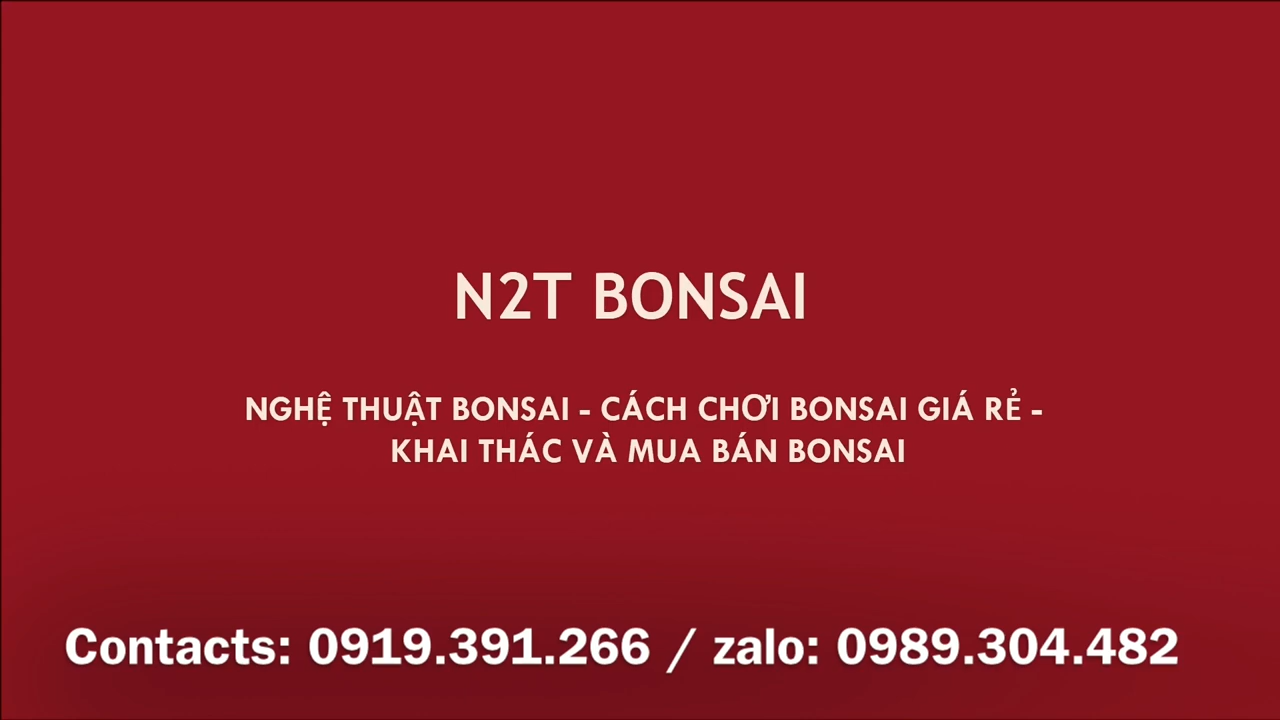 N2T BONSAI
NGHỆ THUẬT BONSAI - CÁCH CHƠI BONSAI GIÁ RẺ -
KHAI THÁC VÀ MUA BÁN BONSAI
Contacts: 0919.391.266 / zalo: 0989.304.482